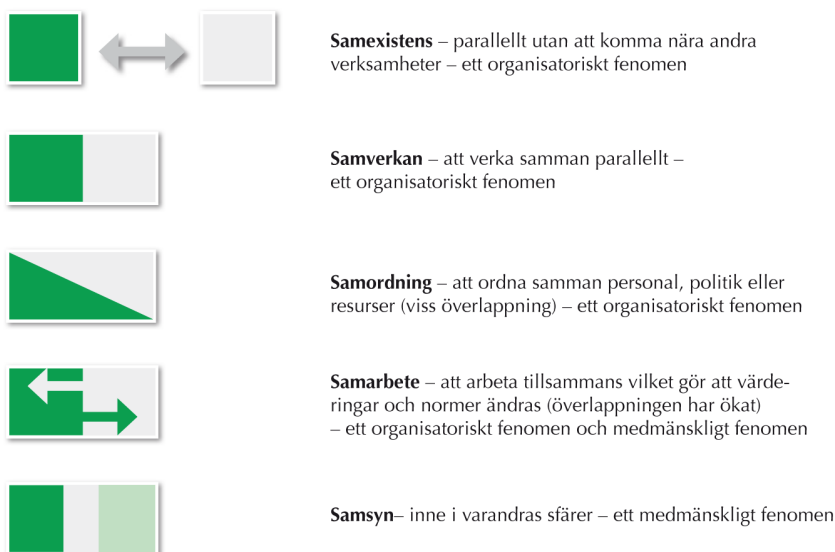 Samexistens – parallellt utan att komma nära andra
verksamheter – ett organisatoriskt fenomen
Samverkan – att verka samman parallellt –
ett organisatoriskt fenomen
Samordning – att ordna samman personal, politik eller
resurser (viss överlappning) – ett organisatoriskt fenomen
Samarbete – att arbeta tillsammans vilket gör att värde-
ringar och normer ändras (överlappningen har ökat)
– ett organisatoriskt fenomen och medmänskligt fenomen
Samsyn– inne i varandras sfärer – ett medmänskligt fenomen